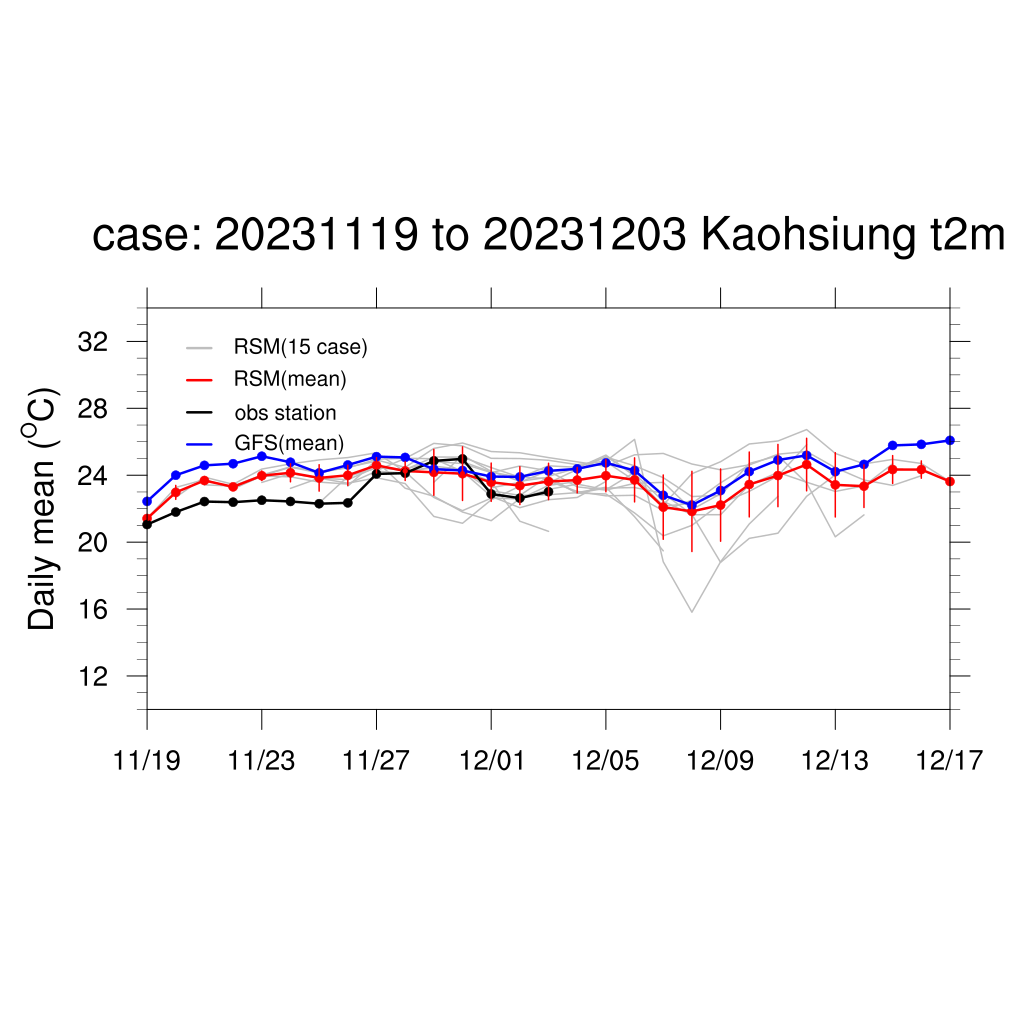 case: 20231119 to 20231203 Kaohsiung t2m
Daily mean (°C)
32
28
24
20
16
12
RSM(15 case)
RSM(mean)
obs station
GFS(mean)
11/19 11/23 11/27 12/01 12/05 12/09 12/13 12/17